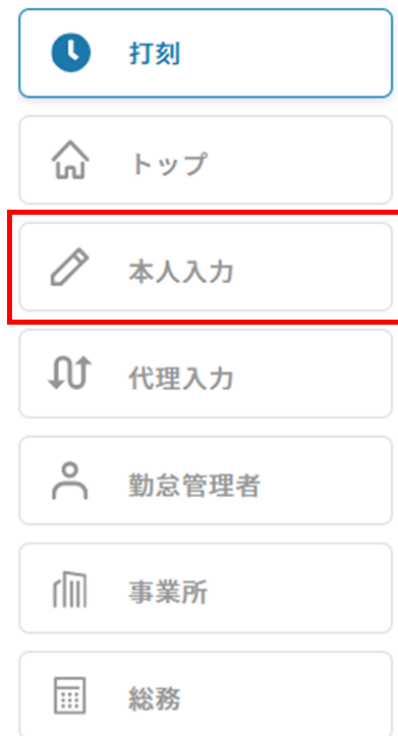 打刻
トップ
本人入力
代理入力
勤怠管理者
事業所
総務